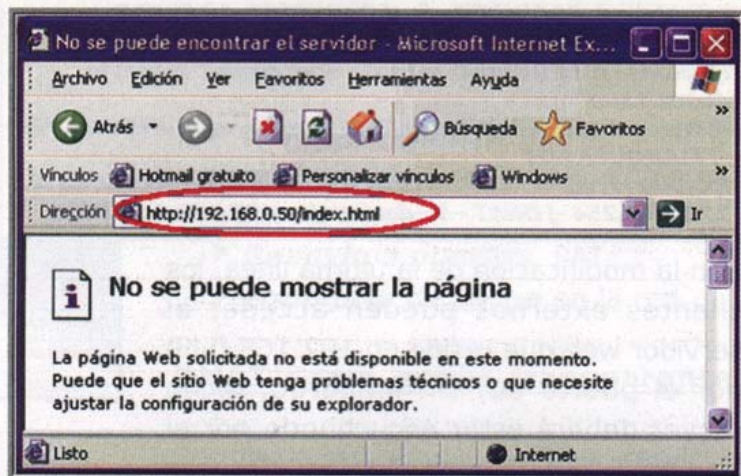 No se puede encontrar el servidor - Microsoft Internet Ex...
Archivo Edición Ver Favoritos Herramientas Ayuda
Atrás Búsqueda Favoritos »
Vínculos Hotmail gratuito Personalizar vínculos Windows »
Dirección http://192.168.0.50/index.html Ir
No se puede mostrar la página
La página Web solicitada no está disponible en este momento.
Puede que el sitio Web tenga problemas técnicos o que necesite
ajustar la configuración de su explorador.
Listo Internet